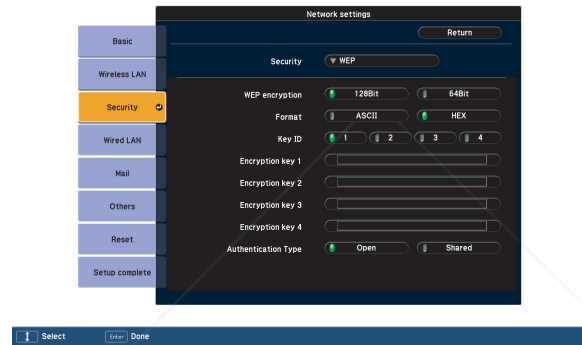 Network settings
Return
Basic
Wireless LAN
Security
Wired LAN
Mail
Others
Reset
Setup complete
Security WEP
WEP encryption 128Bit 64Bit
Format ASCII HEX
Key ID 1 2 3 4
Encryption key 1
Encryption key 2
Encryption key 3
Encryption key 4
Authentication Type Open Shared
Select Enter Done